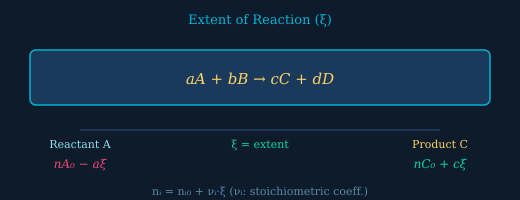 Extent of Reaction (ξ)
aA + bB → cC + dD
Reactant A
ξ = extent
Product C
nA₀ − aξ
nC₀ + cξ
nᵢ = nᵢ₀ + νᵢ·ξ (νᵢ: stoichiometric coeff.)